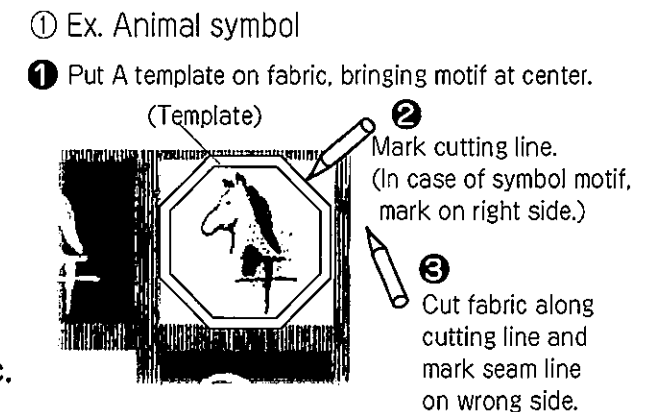 ① Ex. Animal symbol
❶ Put A template on fabric, bringing motif at center.
(Template)
❷
Mark cutting line.
(In case of symbol motif,
mark on right side.)
❸
Cut fabric along
cutting line and
mark seam line
on wrong side.